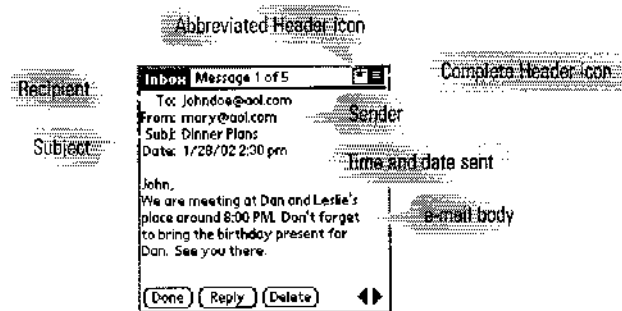 Abbreviated Header icon
Complete Header icon
Recipient
Subject
Sender
Time and date sent
e-mail body
Inbox Message 1 of 5
To: Johndoe@aol.com
From: mary@aol.com
Subj: Dinner Plans
Date: 1/28/02 2:30 pm
John,
We are meeting at Dan and Leslie's
place around 8:00 PM. Don't forget
to bring the birthday present for
Dan. See you there.
Done Reply Delete